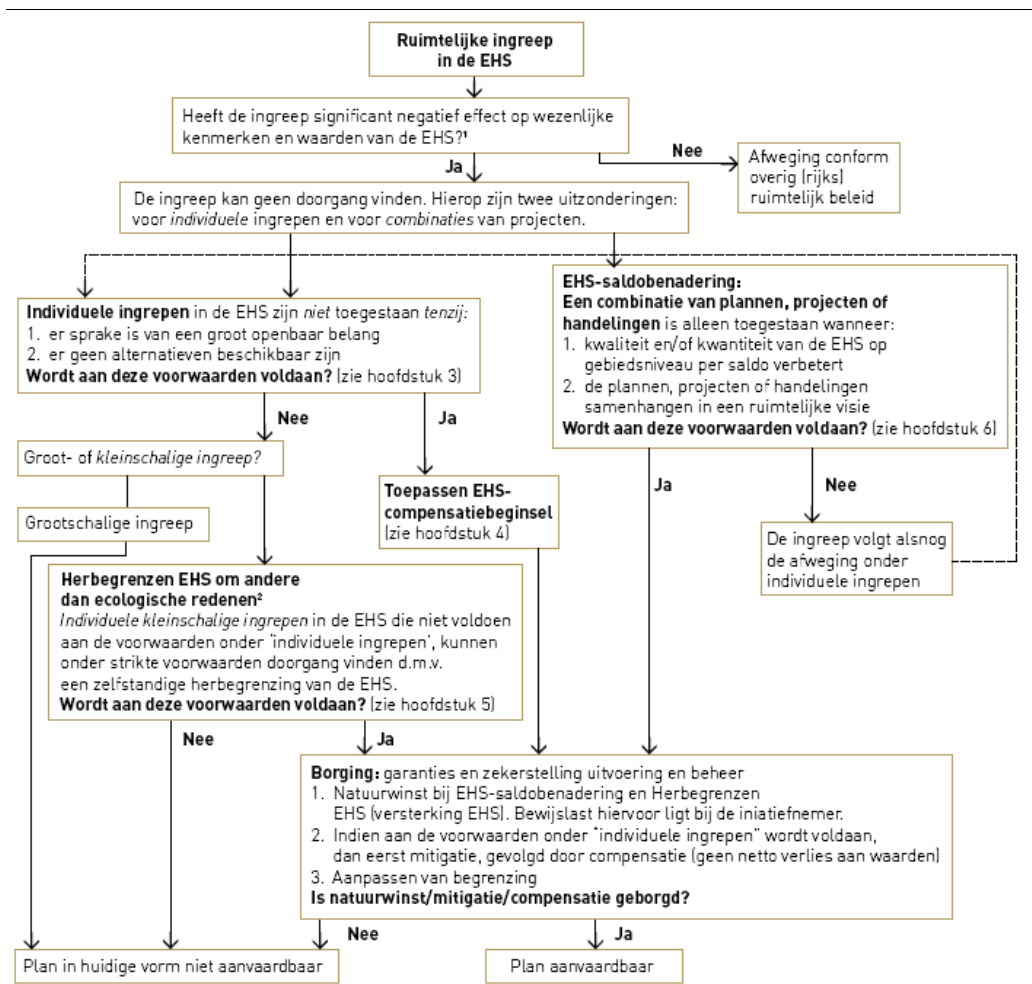 Ruimtelijke ingreep
in de EHS
Heeft de ingreep significant negatief effect op wezenlijke
kenmerken en waarden van de EHS?¹
Nee
Afweging conform
overig (rijks)
ruimtelijk beleid
Ja
De ingreep kan geen doorgang vinden. Hierop zijn twee uitzonderingen:
voor individuele ingrepen en voor combinaties van projecten.
Individuele ingrepen in de EHS zijn niet toegestaan tenzij:
1. er sprake is van een groot openbaar belang
2. er geen alternatieven beschikbaar zijn
Wordt aan deze voorwaarden voldaan? (zie hoofdstuk 3)
EHS-saldobenadering:
Een combinatie van plannen, projecten of
handelingen is alleen toegestaan wanneer:
1. kwaliteit en/of kwantiteit van de EHS op
gebiedsniveau per saldo verbetert
2. de plannen, projecten of handelingen
samenhangen in een ruimtelijke visie
Wordt aan deze voorwaarden voldaan? (zie hoofdstuk 6)
Nee
Ja
Groot- of kleinschalige ingreep?
Grootschalige ingreep
Toepassen EHS-
compensatiebeginsel
(zie hoofdstuk 4)
Ja
Nee
De ingreep volgt alsnog
de afweging onder
individuele ingrepen
Herbegrenzen EHS om andere
dan ecologische redenen²
Individuele kleinschalige ingrepen in de EHS die niet voldoen
aan de voorwaarden onder 'individuele ingrepen', kunnen
onder strikte voorwaarden doorgang vinden d.m.v.
een zelfstandige herbegrenzing van de EHS.
Wordt aan deze voorwaarden voldaan? (zie hoofdstuk 5)
Nee
Ja
Borging: garanties en zekerstelling uitvoering en beheer
1. Natuurwinst bij EHS-saldobenadering en Herbegrenzen
EHS (versterking EHS). Bewijslast hiervoor ligt bij de iniatiefnemer.
2. Indien aan de voorwaarden onder "individuele ingrepen" wordt voldaan,
dan eerst mitigatie, gevolgd door compensatie (geen netto verlies aan waarden)
3. Aanpassen van begrenzing
Is natuurwinst/mitigatie/compensatie geborgd?
Nee
Ja
Plan in huidige vorm niet aanvaardbaar
Plan aanvaardbaar